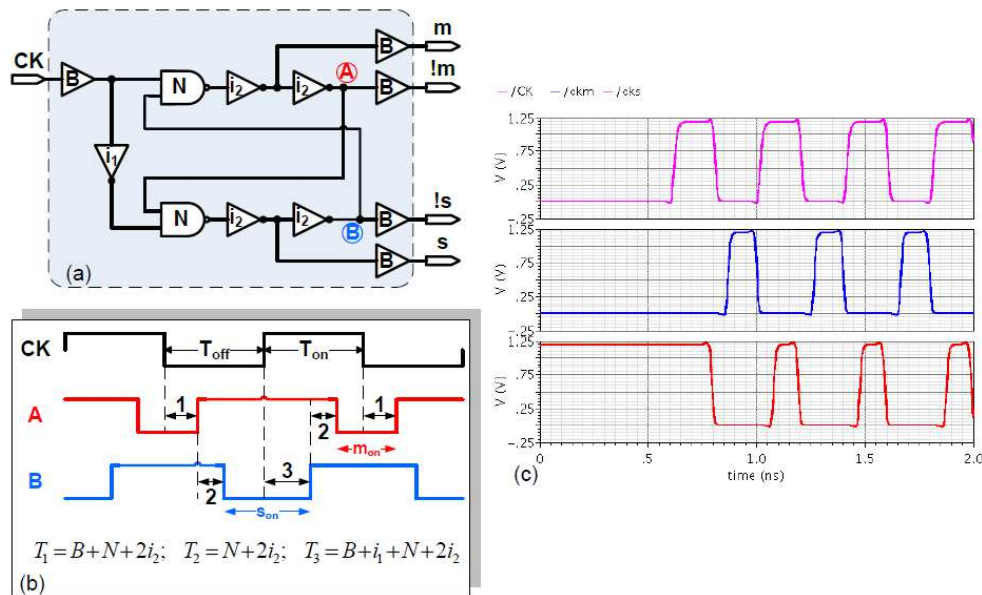 CK
B
N
i2
i2
A
B
m
B
!m
i1
N
i2
i2
B
B
!s
B
s
(a)
CK
Toff
Ton
A
1
2
1
mon
B
2
3
son
T1 = B + N + 2i2; T2 = N + 2i2; T3 = B + i1 + N + 2i2
(b)
/CK /ckm /cks
1.25
.75
V (V)
.25
-.25
1.25
.75
V (V)
.25
-.25
1.25
.75
V (V)
.25
-.25
0 .5 1.0 1.5 2.0
time (ns)
(c)